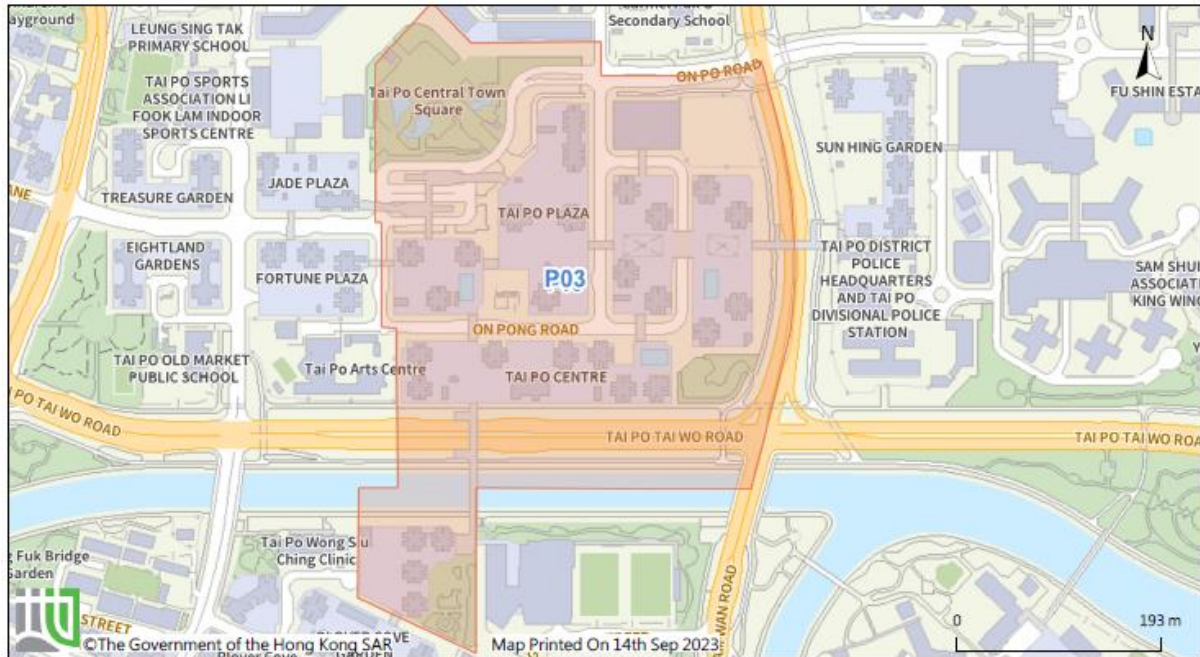 ayground
LEUNG SING TAK
PRIMARY SCHOOL
Secondary School
N
ON PO ROAD
TAI PO SPORTS
ASSOCIATION LI
FOOK LAM INDOOR
SPORTS CENTRE
Tai Po Central Town
Square
FU SHIN ESTA
SUN HING GARDEN
JADE PLAZA
TREASURE GARDEN
ANE
TAI PO PLAZA
EIGHTLAND
GARDENS
FORTUNE PLAZA
P03
TAI PO DISTRICT
POLICE
HEADQUARTERS
AND TAI PO
DIVISIONAL POLICE
STATION
SAM SHUI
ASSOCIATI
KING WING
ON PONG ROAD
TAI PO OLD MARKET
PUBLIC SCHOOL
Tai Po Arts Centre
TAI PO CENTRE
Y
PO TAI WO ROAD
TAI PO TAI WO ROAD
TAI PO TAI WO ROA
Tai Po Wong Siu
Ching Clinic
g Fuk Bridge
Garden
WAN ROAD
STREET
0
193 m
©The Government of the Hong Kong SAR
Map Printed On 14th Sep 2023